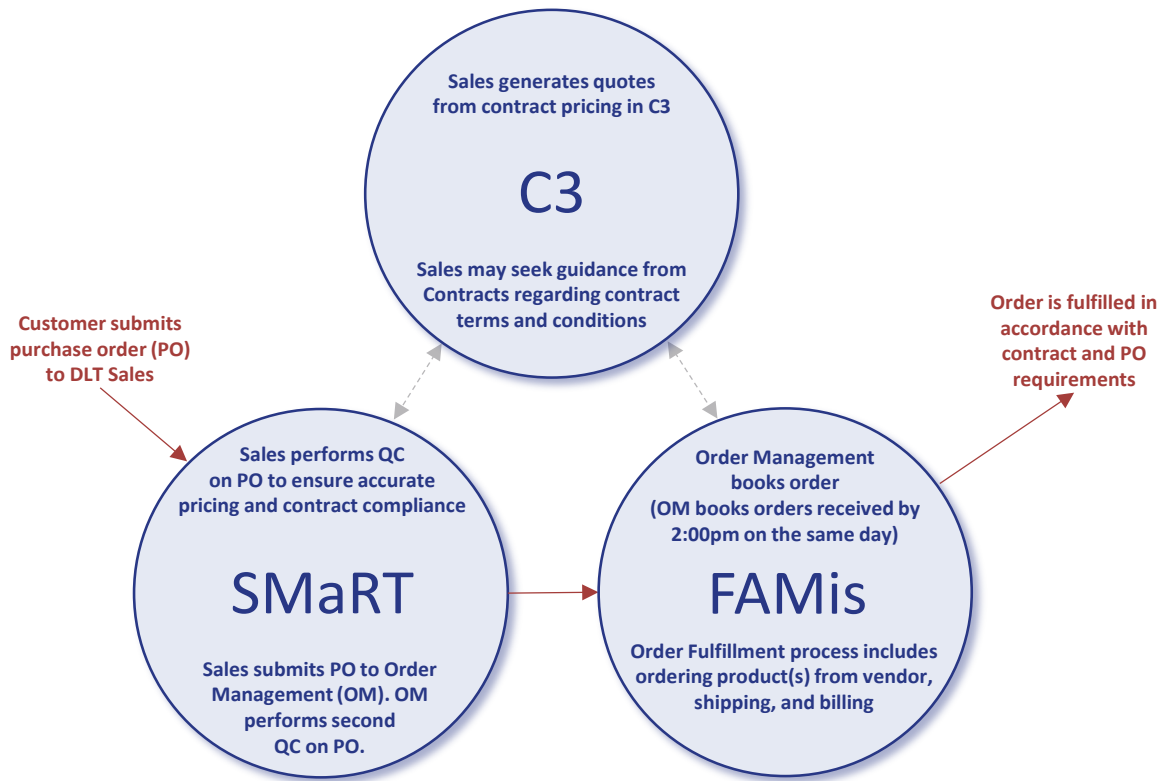 Sales generates quotes
from contract pricing in C3
C3
Sales may seek guidance from
Contracts regarding contract
terms and conditions
Customer submits
purchase order (PO)
to DLT Sales
Order is fulfilled in
accordance with
contract and PO
requirements
Sales performs QC
on PO to ensure accurate
pricing and contract compliance
SMaRT
Sales submits PO to Order
Management (OM). OM
performs second
QC on PO.
Order Management
books order
(OM books orders received by
2:00pm on the same day)
FAMis
Order Fulfillment process includes
ordering product(s) from vendor,
shipping, and billing